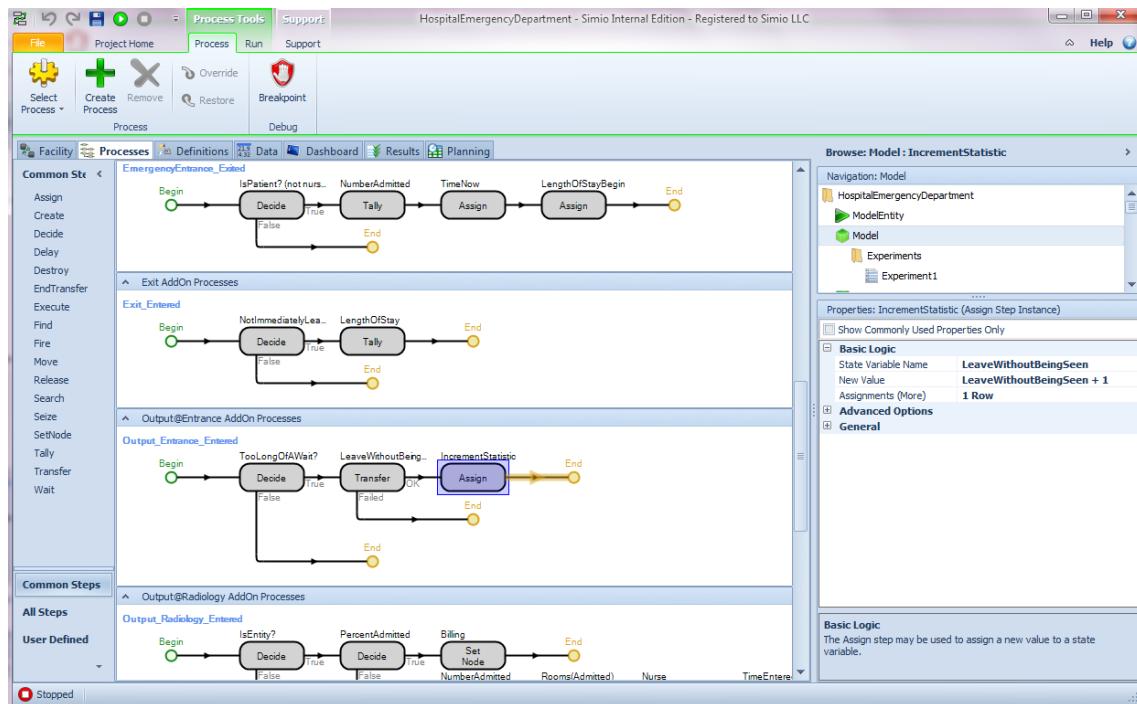 Process Tools Support HospitalEmergencyDepartment - Simio Internal Edition - Registered to Simio LLC
File Project Home Process Run Support Help
Select Process
Create Process
Remove
Override
Restore
Breakpoint
Process Debug
Facility Processes Definitions Data Dashboard Results Planning
Common Ste
Assign
Create
Decide
Delay
Destroy
EndTransfer
Execute
Find
Fire
Move
Release
Search
Seize
SetNode
Tally
Transfer
Wait
Common Steps
All Steps
User Defined
EmergencyEntrance_Exited
Begin IsPatient? (not nurs... NumberAdmitted TimeNow LengthOfStayBegin End
Decide True Tally Assign Assign
False End
Exit AddOn Processes
Exit_Entered
Begin NotImmediatelyLea... LengthOfStay End
Decide True Tally
False End
Output@Entrance AddOn Processes
Output_Entrance_Entered
Begin TooLongOfAWait? LeaveWithoutBeing... IncrementStatistic End
Decide True Transfer OK Assign
False Failed End
End
Output@Radiology AddOn Processes
Output_Radiology_Entered
Begin IsEntity? PercentAdmitted Billing End
Decide True Decide True Set Node
False False NumberAdmitted Rooms(Admitted) Nurse TimeEntere
Browse: Model : IncrementStatistic
Navigation: Model
HospitalEmergencyDepartment
ModelEntity
Model
Experiments
Experiment1
Properties: IncrementStatistic (Assign Step Instance)
Show Commonly Used Properties Only
Basic Logic
State Variable Name LeaveWithoutBeingSeen
New Value LeaveWithoutBeingSeen + 1
Assignments (More) 1 Row
Advanced Options
General
Basic Logic
The Assign step may be used to assign a new value to a state
variable.
Stopped